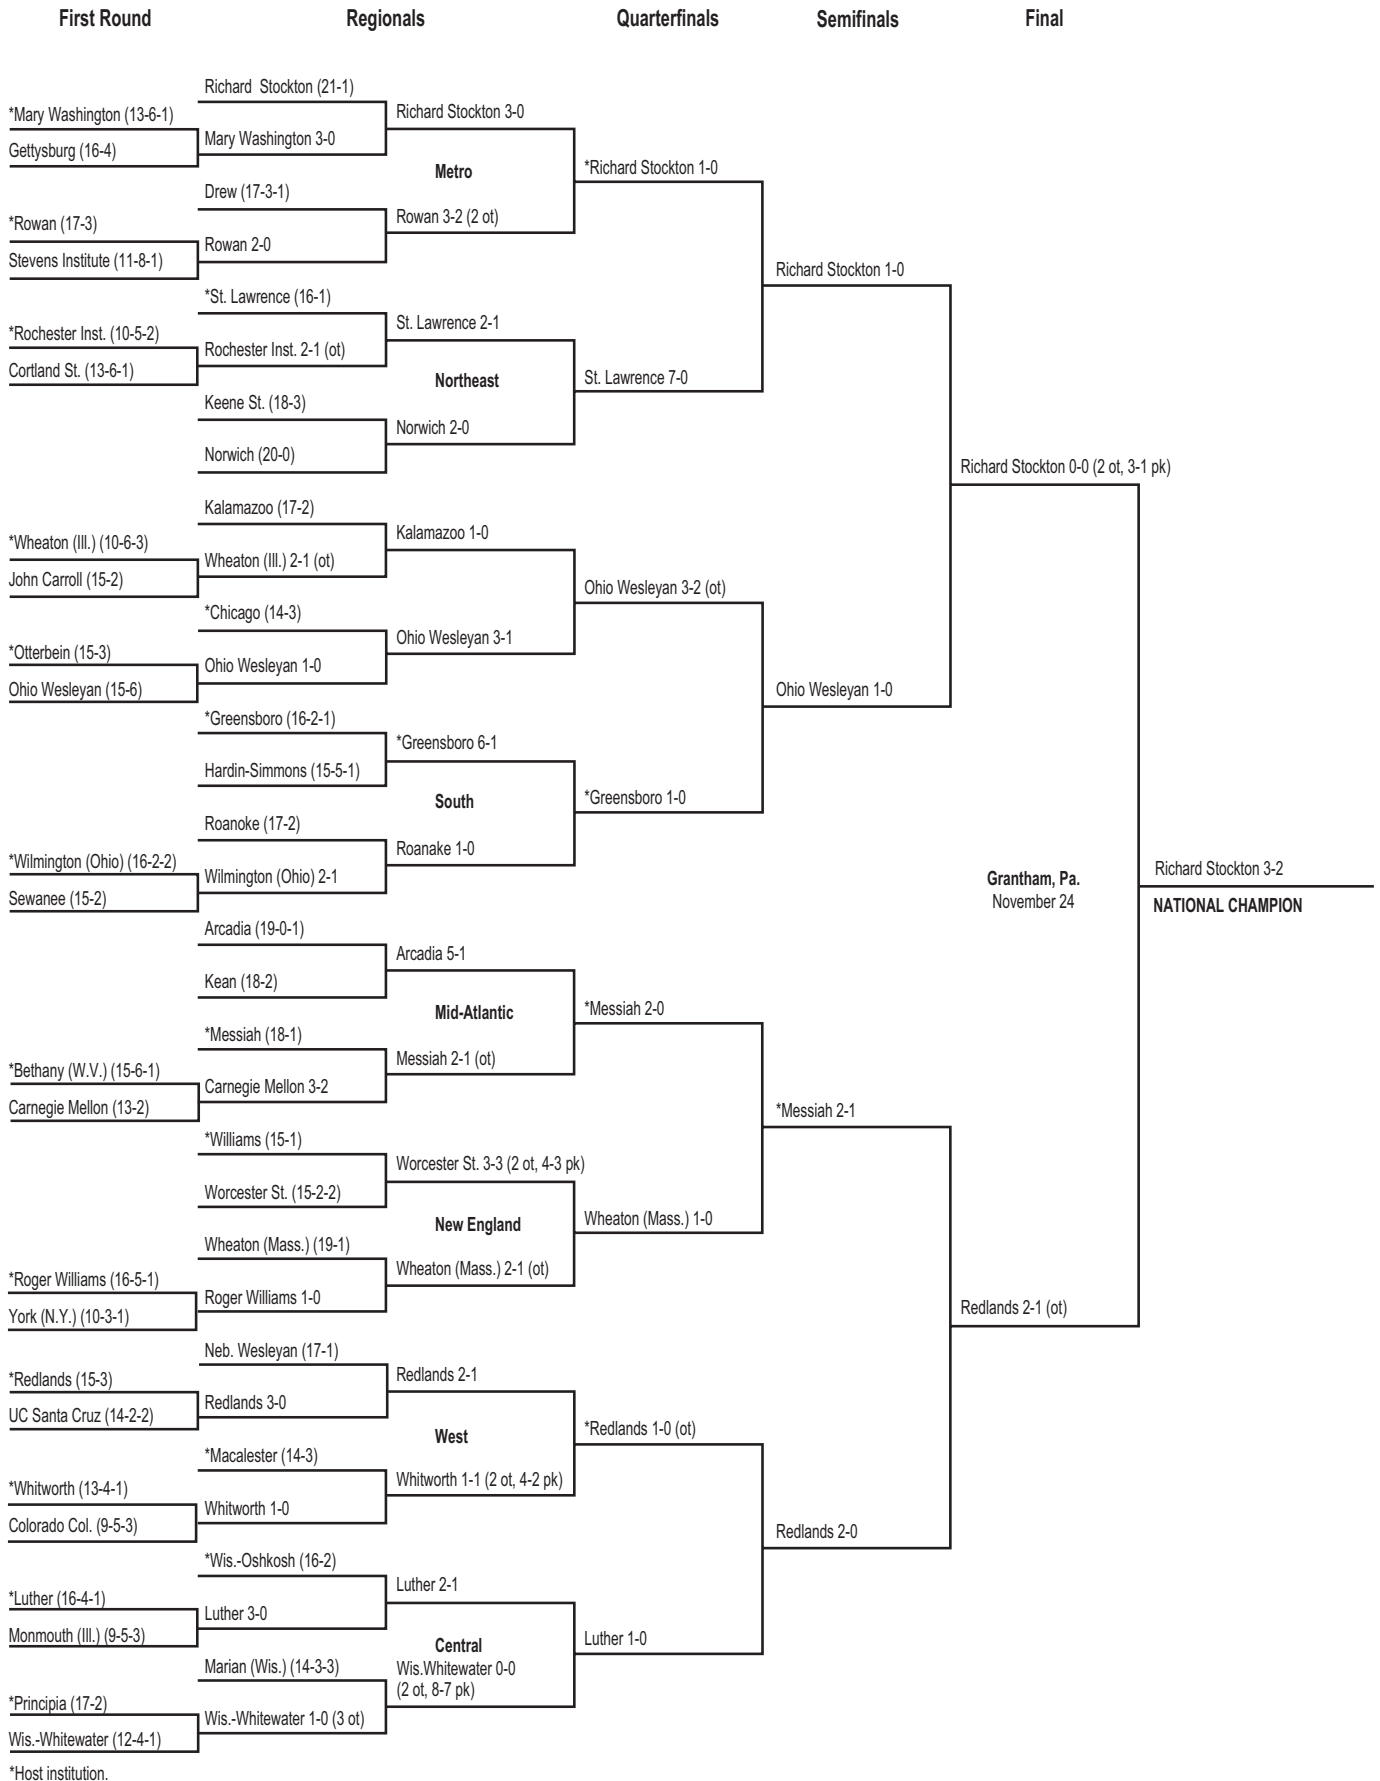 First Round
Regionals
Quarterfinals
Semifinals
Final
Richard Stockton (21-1)
*Mary Washington (13-6-1)
Richard Stockton 3-0
Gettysburg (16-4)
Mary Washington 3-0
Metro
*Richard Stockton 1-0
Drew (17-3-1)
*Rowan (17-3)
Rowan 3-2 (2 ot)
Rowan 2-0
Stevens Institute (11-8-1)
Richard Stockton 1-0
*St. Lawrence (16-1)
*Rochester Inst. (10-5-2)
St. Lawrence 2-1
Rochester Inst. 2-1 (ot)
Cortland St. (13-6-1)
Northeast
St. Lawrence 7-0
Keene St. (18-3)
Norwich 2-0
Norwich (20-0)
Richard Stockton 0-0 (2 ot, 3-1 pk)
Kalamazoo (17-2)
*Wheaton (Ill.) (10-6-3)
Kalamazoo 1-0
Wheaton (Ill.) 2-1 (ot)
John Carroll (15-2)
Ohio Wesleyan 3-2 (ot)
*Chicago (14-3)
Ohio Wesleyan 3-1
*Otterbein (15-3)
Ohio Wesleyan 1-0
Ohio Wesleyan (15-6)
Ohio Wesleyan 1-0
*Greensboro (16-2-1)
*Greensboro 6-1
Hardin-Simmons (15-5-1)
South
*Greensboro 1-0
Roanoke (17-2)
Roanake 1-0
*Wilmington (Ohio) (16-2-2)
Wilmington (Ohio) 2-1
Sewanee (15-2)
Grantham, Pa.
November 24
Richard Stockton 3-2
NATIONAL CHAMPION
Arcadia (19-0-1)
Arcadia 5-1
Kean (18-2)
Mid-Atlantic
*Messiah 2-0
*Messiah (18-1)
Messiah 2-1 (ot)
*Bethany (W.V.) (15-6-1)
Carnegie Mellon 3-2
Carnegie Mellon (13-2)
*Messiah 2-1
*Williams (15-1)
Worcester St. 3-3 (2 ot, 4-3 pk)
Worcester St. (15-2-2)
New England
Wheaton (Mass.) 1-0
Wheaton (Mass.) (19-1)
Wheaton (Mass.) 2-1 (ot)
*Roger Williams (16-5-1)
Roger Williams 1-0
York (N.Y.) (10-3-1)
Redlands 2-1 (ot)
Neb. Wesleyan (17-1)
*Redlands (15-3)
Redlands 2-1
Redlands 3-0
UC Santa Cruz (14-2-2)
West
*Redlands 1-0 (ot)
*Macalester (14-3)
Whitworth 1-1 (2 ot, 4-2 pk)
*Whitworth (13-4-1)
Whitworth 1-0
Colorado Col. (9-5-3)
Redlands 2-0
*Wis.-Oshkosh (16-2)
Luther 2-1
*Luther (16-4-1)
Luther 3-0
Monmouth (Ill.) (9-5-3)
Central
Luther 1-0
Marian (Wis.) (14-3-3)
Wis.Whitewater 0-0
(2 ot, 8-7 pk)
*Principia (17-2)
Wis.-Whitewater 1-0 (3 ot)
Wis.-Whitewater (12-4-1)
*Host institution.